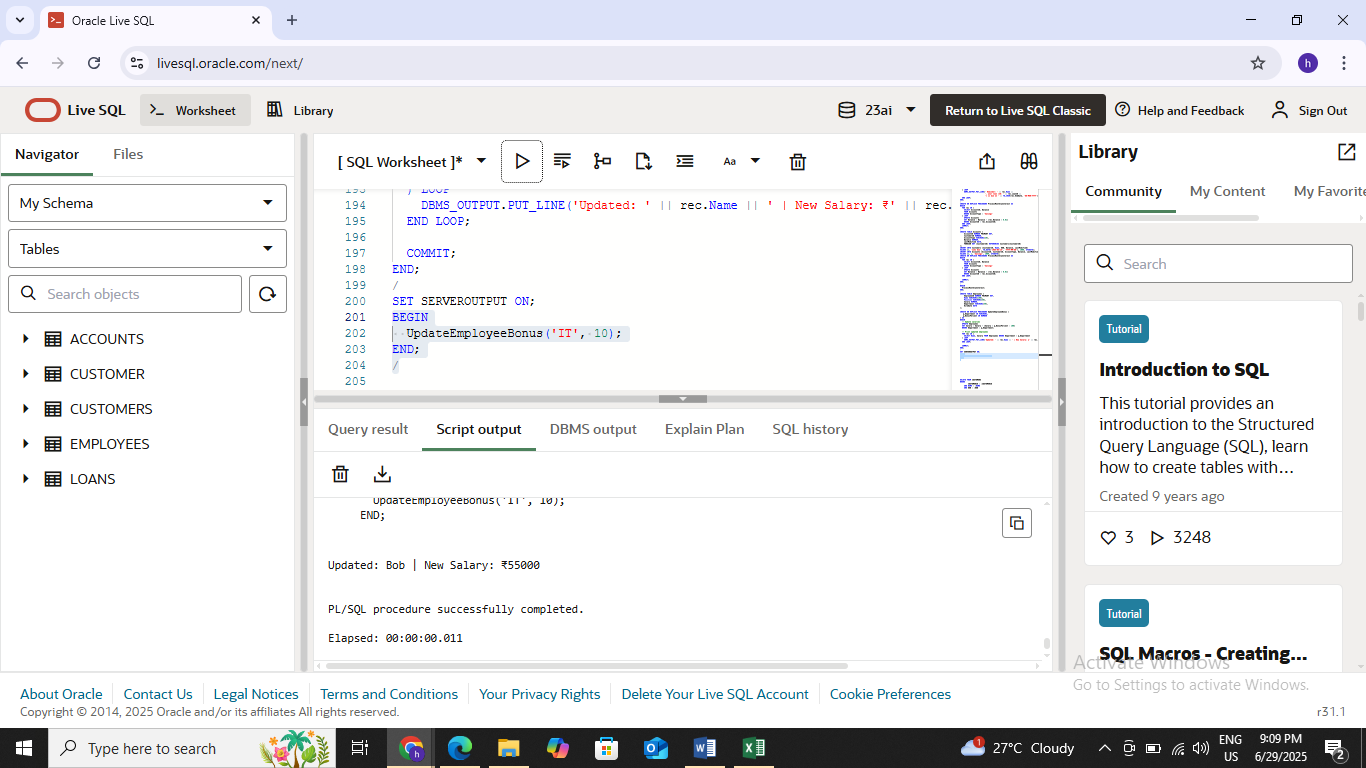 Oracle Live SQL
livesql.oracle.com/next/
h
Live SQL
Worksheet
Library
23ai
Return to Live SQL Classic
Help and Feedback
Sign Out
Navigator
Files
My Schema
Tables
Search objects
ACCOUNTS
CUSTOMER
CUSTOMERS
EMPLOYEES
LOANS
[ SQL Worksheet ]*
Aa
193 ) LOOP
194 DBMS_OUTPUT.PUT_LINE('Updated: ' || rec.Name || ' | New Salary: ₹' || rec.
195 END LOOP;
196
197 COMMIT;
198 END;
199 /
200 SET SERVEROUTPUT ON;
201 BEGIN
202 UpdateEmployeeBonus('IT', 10);
203 END;
204 /
205
Query result
Script output
DBMS output
Explain Plan
SQL history
UpdateEmployeeBonus('IT', 10);
END;
Updated: Bob | New Salary: ₹55000
PL/SQL procedure successfully completed.
Elapsed: 00:00:00.011
Library
Community
My Content
My Favorite
Search
Tutorial
Introduction to SQL
This tutorial provides an
introduction to the Structured
Query Language (SQL), learn
how to create tables with...
Created 9 years ago
3
3248
Tutorial
SQL Macros - Creating...
Activate Windows
Go to Settings to activate Windows.
About Oracle
Contact Us
Legal Notices
Terms and Conditions
Your Privacy Rights
Delete Your Live SQL Account
Cookie Preferences
Copyright © 2014, 2025 Oracle and/or its affiliates All rights reserved.
r31.1
Type here to search
h
1
27°C Cloudy
ENG
US
9:09 PM
6/29/2025
2